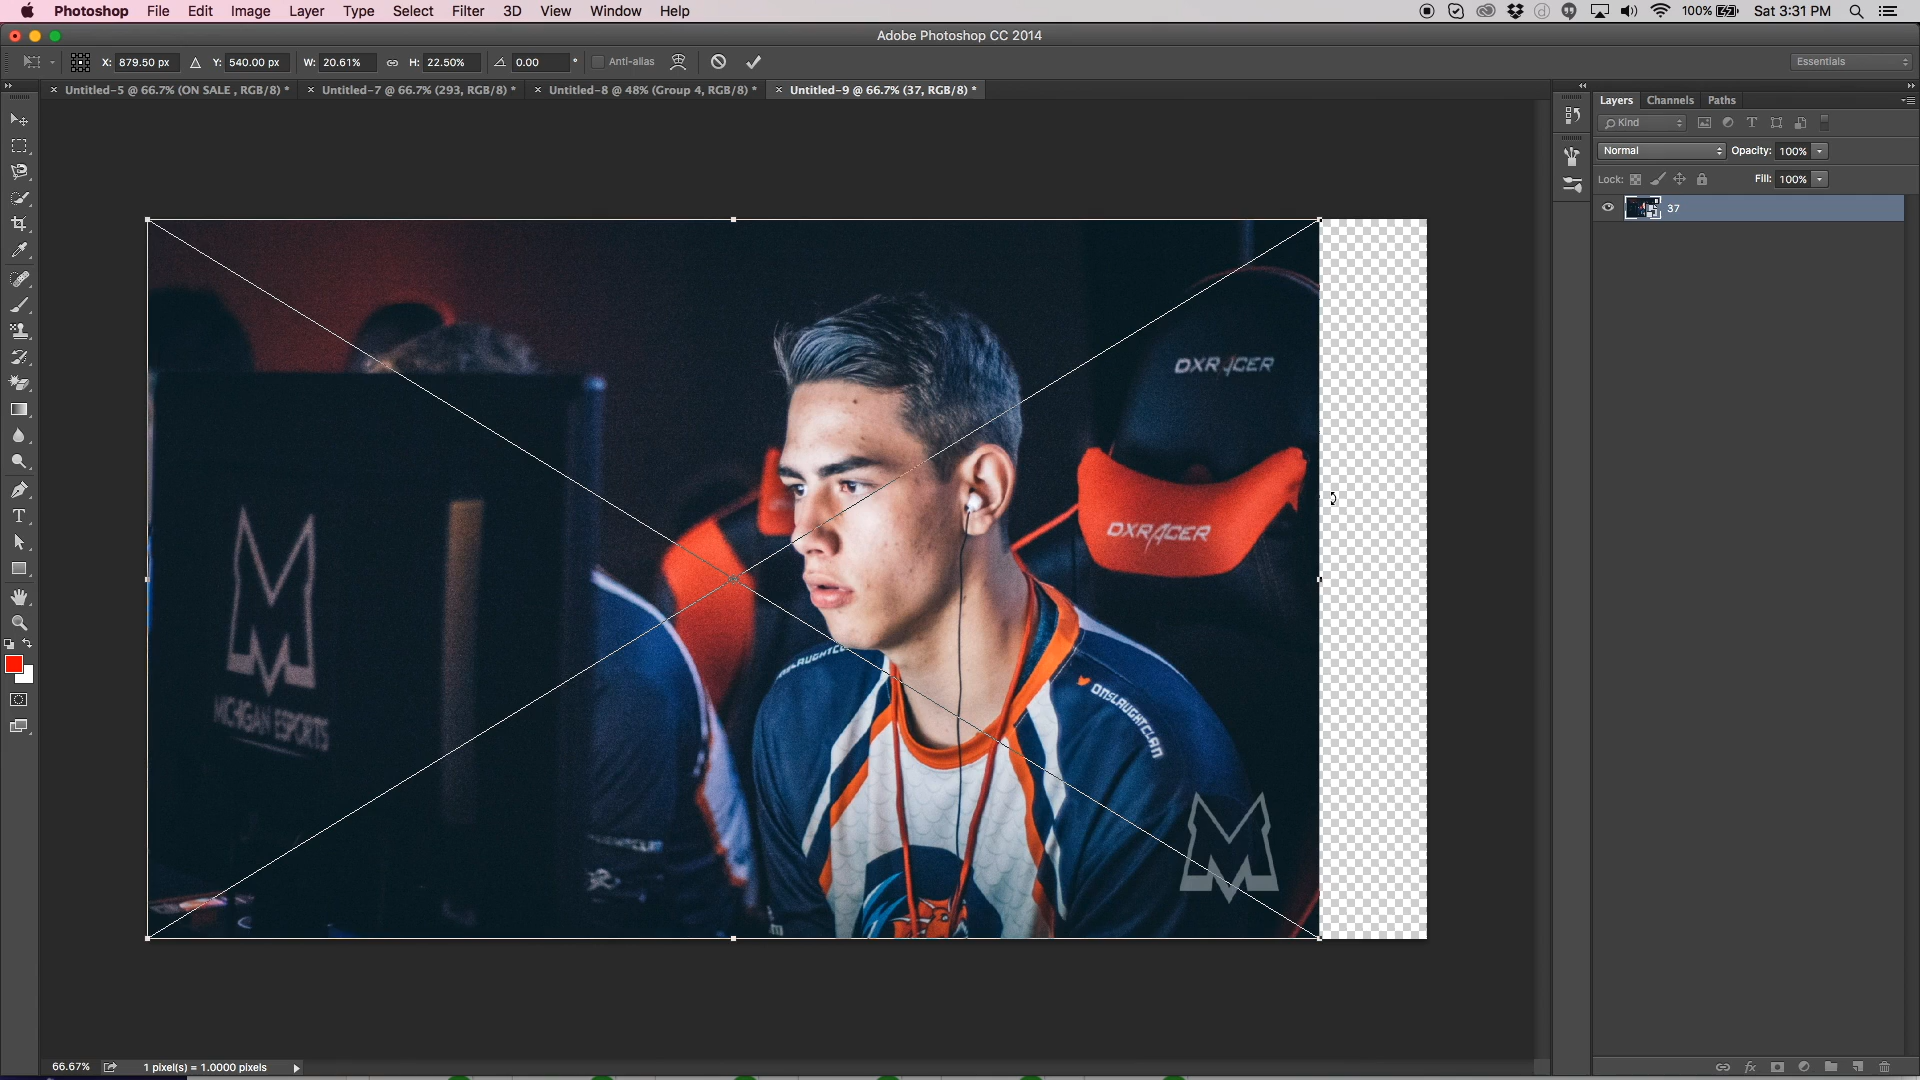 Photoshop File Edit Image Layer Type Select Filter 3D View Window Help 100% Sat 3:31 PM
Adobe Photoshop CC 2014
X: 879.50 px Y: 540.00 px W: 20.61% H: 22.50% 0.00 ° Anti-alias Essentials
Untitled-5 @ 66.7% (ON SALE , RGB/8) * Untitled-7 @ 66.7% (293, RGB/8) * Untitled-8 @ 48% (Group 4, RGB/8) * Untitled-9 @ 66.7% (37, RGB/8) *
Layers Channels Paths
Kind
Normal Opacity: 100%
Lock: Fill: 100%
37
DXRACER
DXRACER
MICHIGAN ESPORTS
ONSLAUGHTCLAN
66.67% 1 pixel(s) = 1.0000 pixels